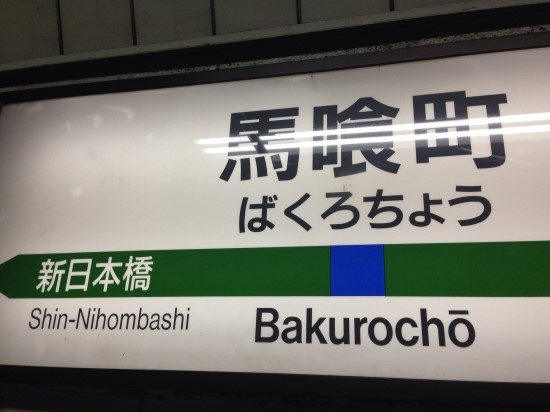 馬喰町
ばくろちょう
新日本橋
Shin-Nihombashi
Bakurochō